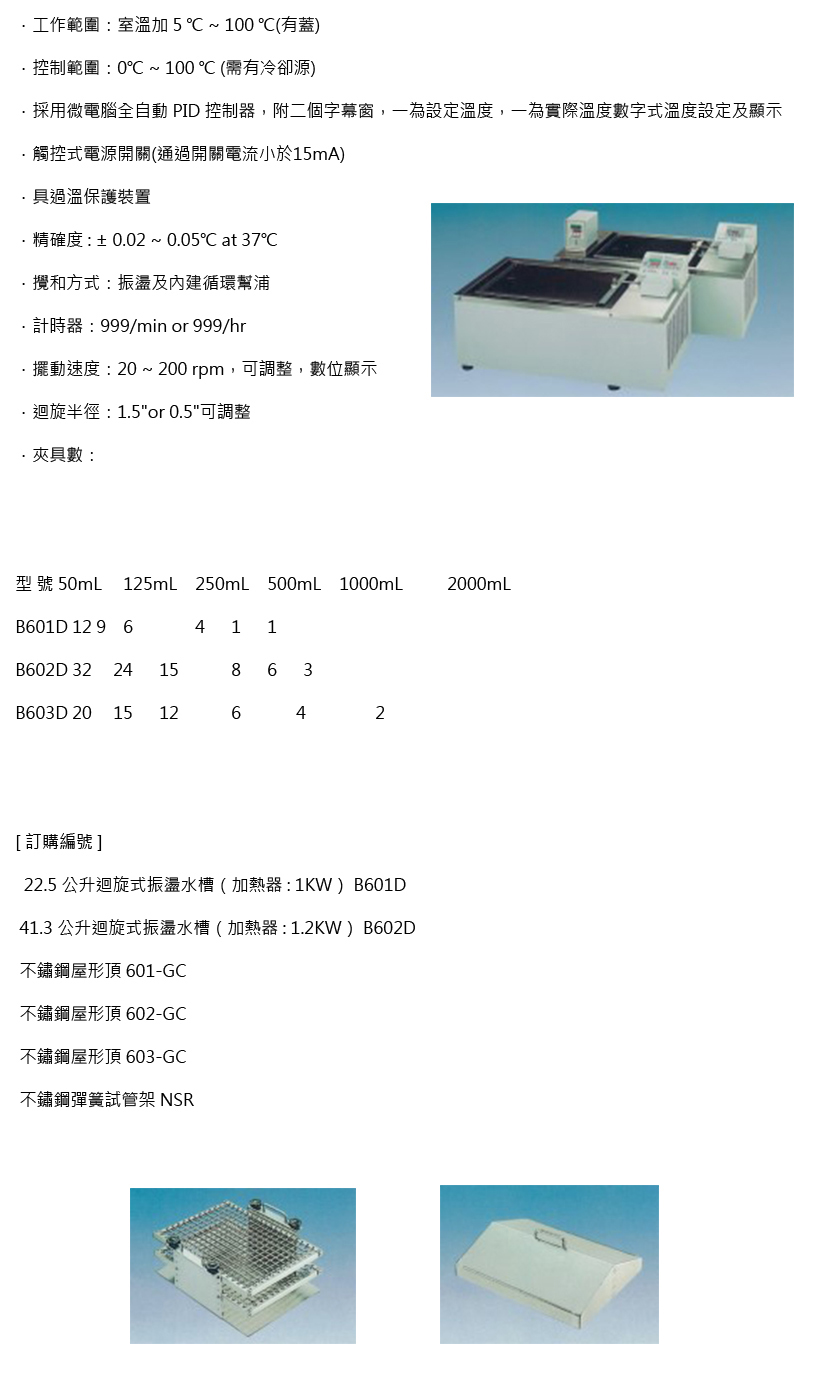 ．工作範圍：室溫加 5 ℃ ~ 100 ℃(有蓋)
．控制範圍：0℃ ~ 100 ℃ (需有冷卻源)
．採用微電腦全自動 PID 控制器，附二個字幕窗，一為設定溫度，一為實際溫度數字式溫度設定及顯示
．觸控式電源開關(通過開關電流小於15mA)
．具過溫保護裝置
．精確度 : ± 0.02 ~ 0.05℃ at 37℃
．攪和方式：振盪及內建循環幫浦
．計時器：999/min or 999/hr
．擺動速度：20 ~ 200 rpm，可調整，數位顯示
．迴旋半徑：1.5"or 0.5"可調整
．夾具數：
型 號 50mL 125mL 250mL 500mL 1000mL 2000mL
B601D 12 9 6 4 1 1
B602D 32 24 15 8 6 3
B603D 20 15 12 6 4 2
[ 訂購編號 ]
22.5 公升迴旋式振盪水槽（加熱器 : 1KW） B601D
41.3 公升迴旋式振盪水槽（加熱器 : 1.2KW） B602D
不鏽鋼屋形頂 601-GC
不鏽鋼屋形頂 602-GC
不鏽鋼屋形頂 603-GC
不鏽鋼彈簧試管架 NSR